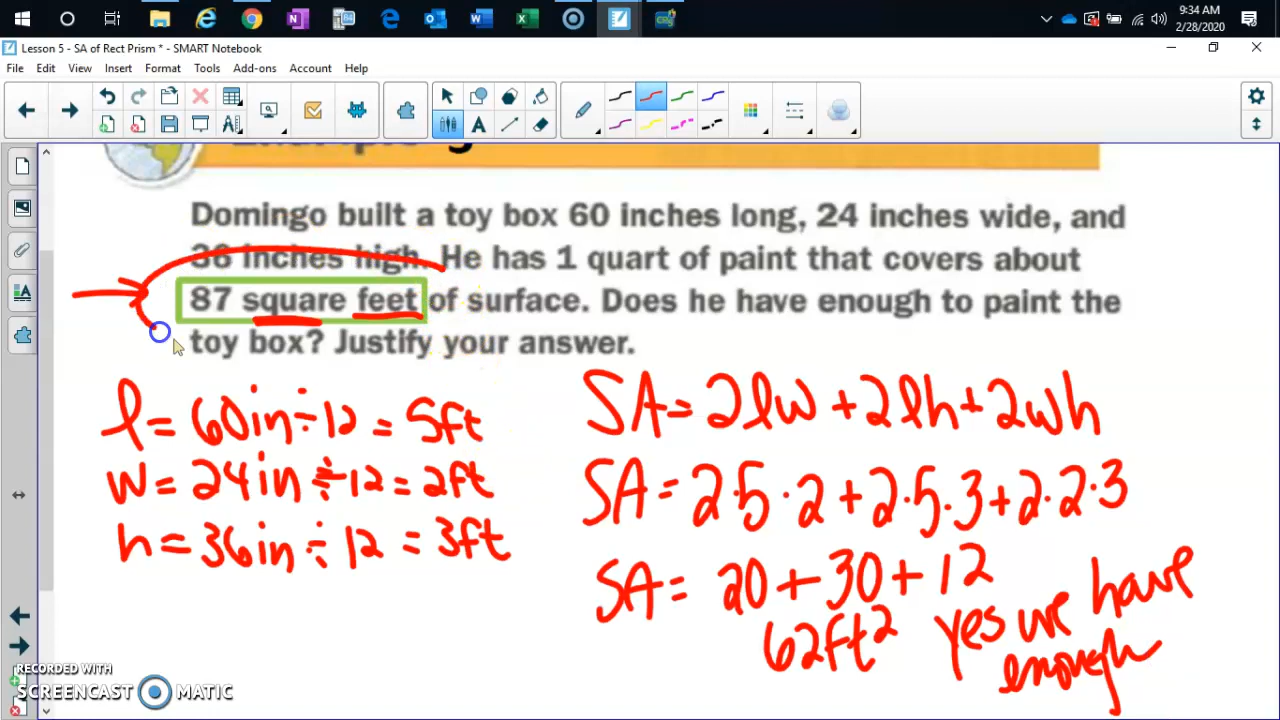 9:34 AM
2/28/2020
Lesson 5 - SA of Rect Prism * - SMART Notebook
File Edit View Insert Format Tools Add-ons Account Help
Domingo built a toy box 60 inches long, 24 inches wide, and
36 inches high. He has 1 quart of paint that covers about
87 square feet of surface. Does he have enough to paint the
toy box? Justify your answer.
l = 60in ÷ 12 = 5ft
w = 24in ÷ 12 = 2ft
h = 36in ÷ 12 = 3ft
SA = 2lw + 2lh + 2wh
SA = 2·5·2 + 2·5·3 + 2·2·3
SA = 20 + 30 + 12
62ft²
yes we have
enough
RECORDED WITH
SCREENCAST MATIC